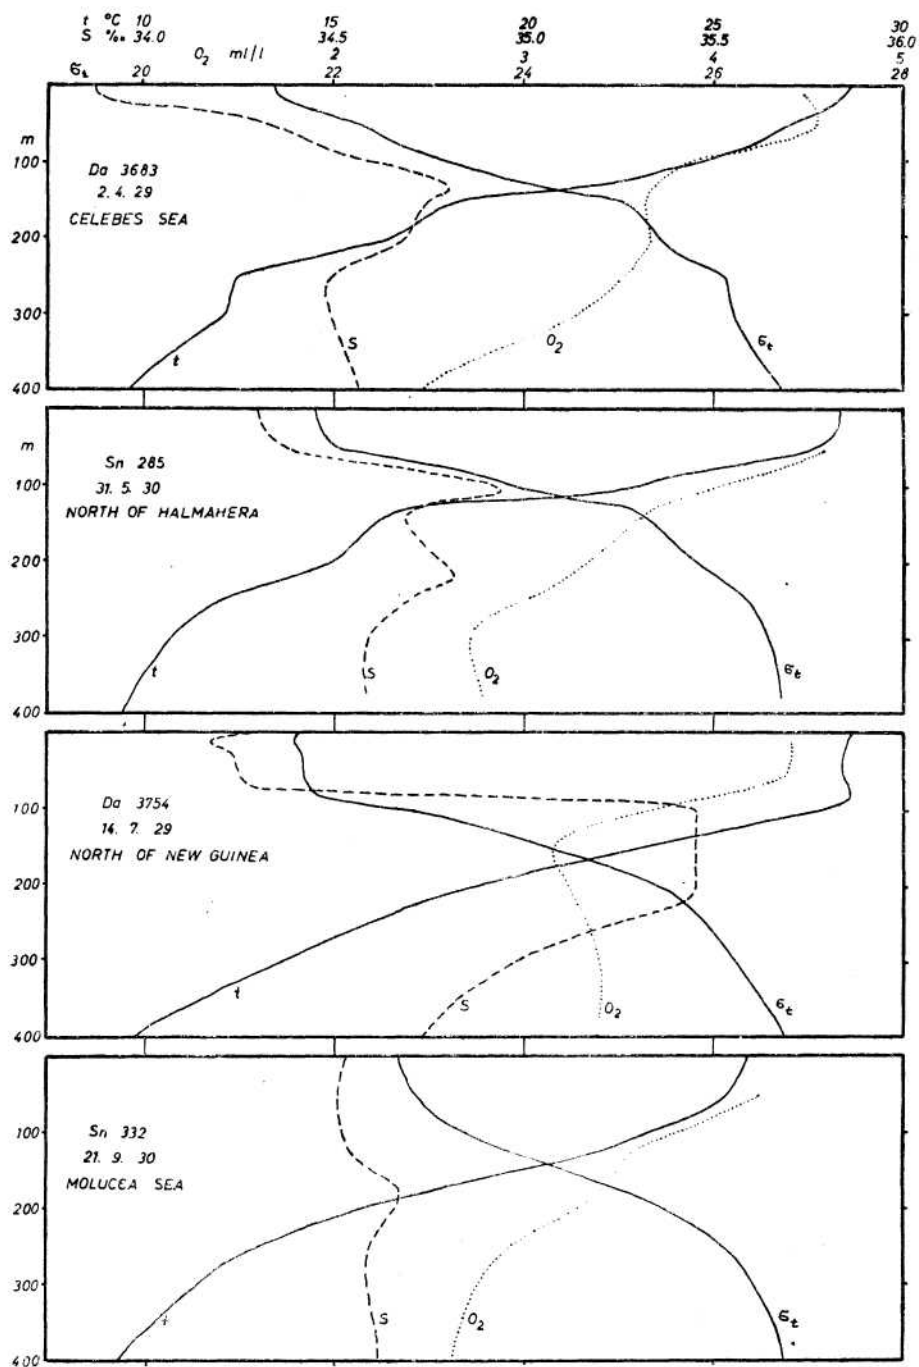 t °C 10 15 20 25 30
S ‰ 34.0 34.5 35.0 35.5 36.0
O2 ml/l 2 3 4 5
σt 20 22 24 26 28
m
100
Da 3683
2. 4. 29
CELEBES SEA
200
300
t S O2 σt
400
m
Sn 285
31. 5. 30
100
NORTH OF HALMAHERA
200
300
t S O2 σt
400
100
Da 3754
14. 7. 29
NORTH OF NEW GUINEA
200
300
t S O2 σt
400
100
Sn 332
21. 9. 30
MOLUCCA SEA
200
300
t S O2 σt
400